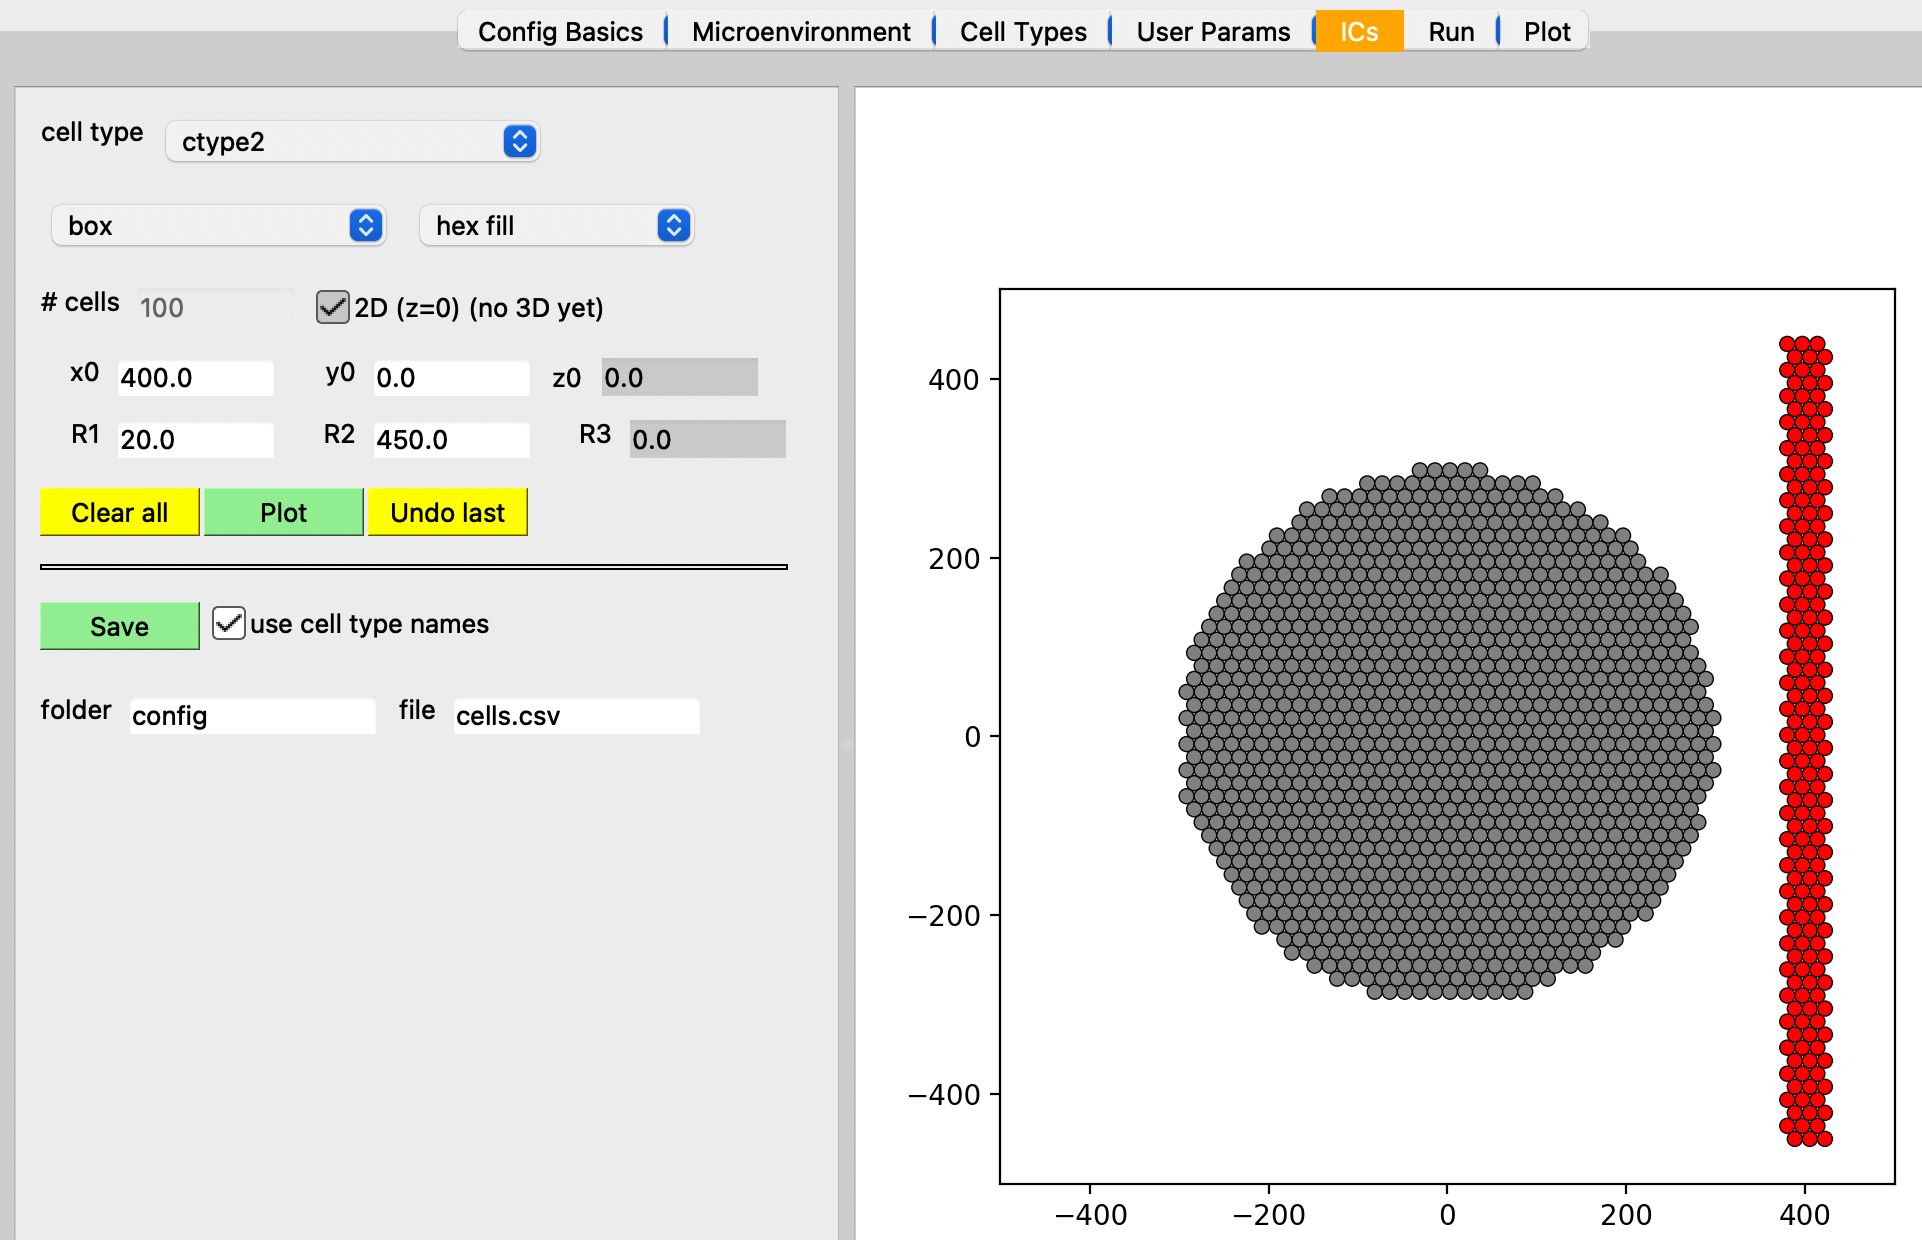 Config Basics Microenvironment Cell Types User Params ICs Run Plot
cell type ctype2
box hex fill
# cells 100 2D (z=0) (no 3D yet)
x0 400.0 y0 0.0 z0 0.0
R1 20.0 R2 450.0 R3 0.0
Clear all Plot Undo last
Save use cell type names
folder config file cells.csv
400
200
0
−200
−400
−400 −200 0 200 400